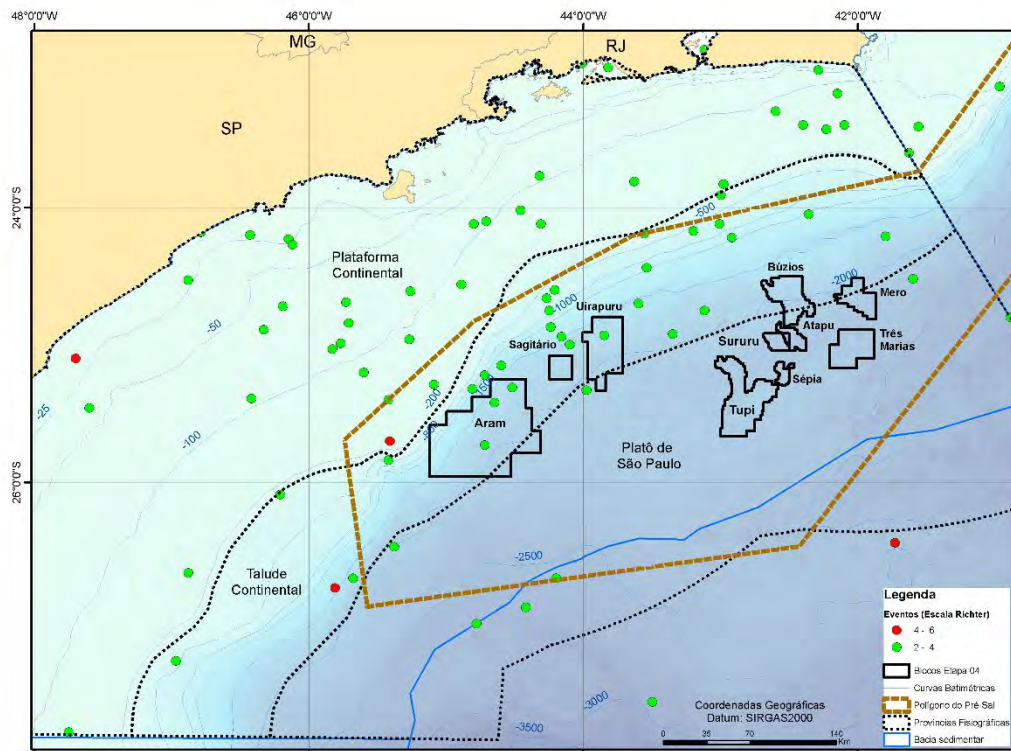 48°0'0"W
46°0'0"W
44°0'0"W
42°0'0"W
MG
RJ
SP
24°0'0"S
-500
Plataforma
Continental
-2000
Búzios
Mero
-1000
Uirapuru
Atapu
-50
Sagitário
Sururu
Três
Marias
Sépia
-25
-200
-1500
Tupi
Aram
-100
Platô de
São Paulo
26°0'0"S
-2500
Talude
Continental
Legenda
Eventos (Escala Richter)
4 - 6
2 - 4
Blocos Etapa 04
Curvas Batimétricas
Polígono do Pré-Sal
Províncias Fisiográficas
Bacia sedimentar
-3000
Coordenadas Geográficas
Datum: SIRGAS2000
-3500
0 35 70 140
Km